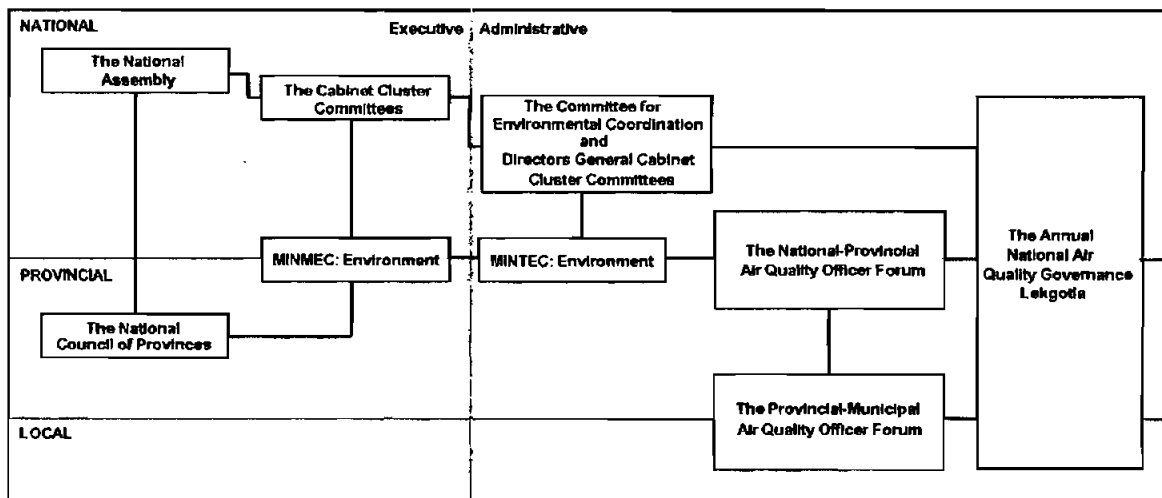 NATIONAL
Executive
Administrative
The National
Assembly
The Cabinet Cluster
Committees
The Committee for
Environmental Coordination
and
Directors General Cabinet
Cluster Committees
MINMEC: Environment
MINTEC: Environment
The National-Provincial
Air Quality Officer Forum
The Annual
National Air
Quality Governance
Lekgotla
PROVINCIAL
The National
Council of Provinces
The Provincial-Municipal
Air Quality Officer Forum
LOCAL